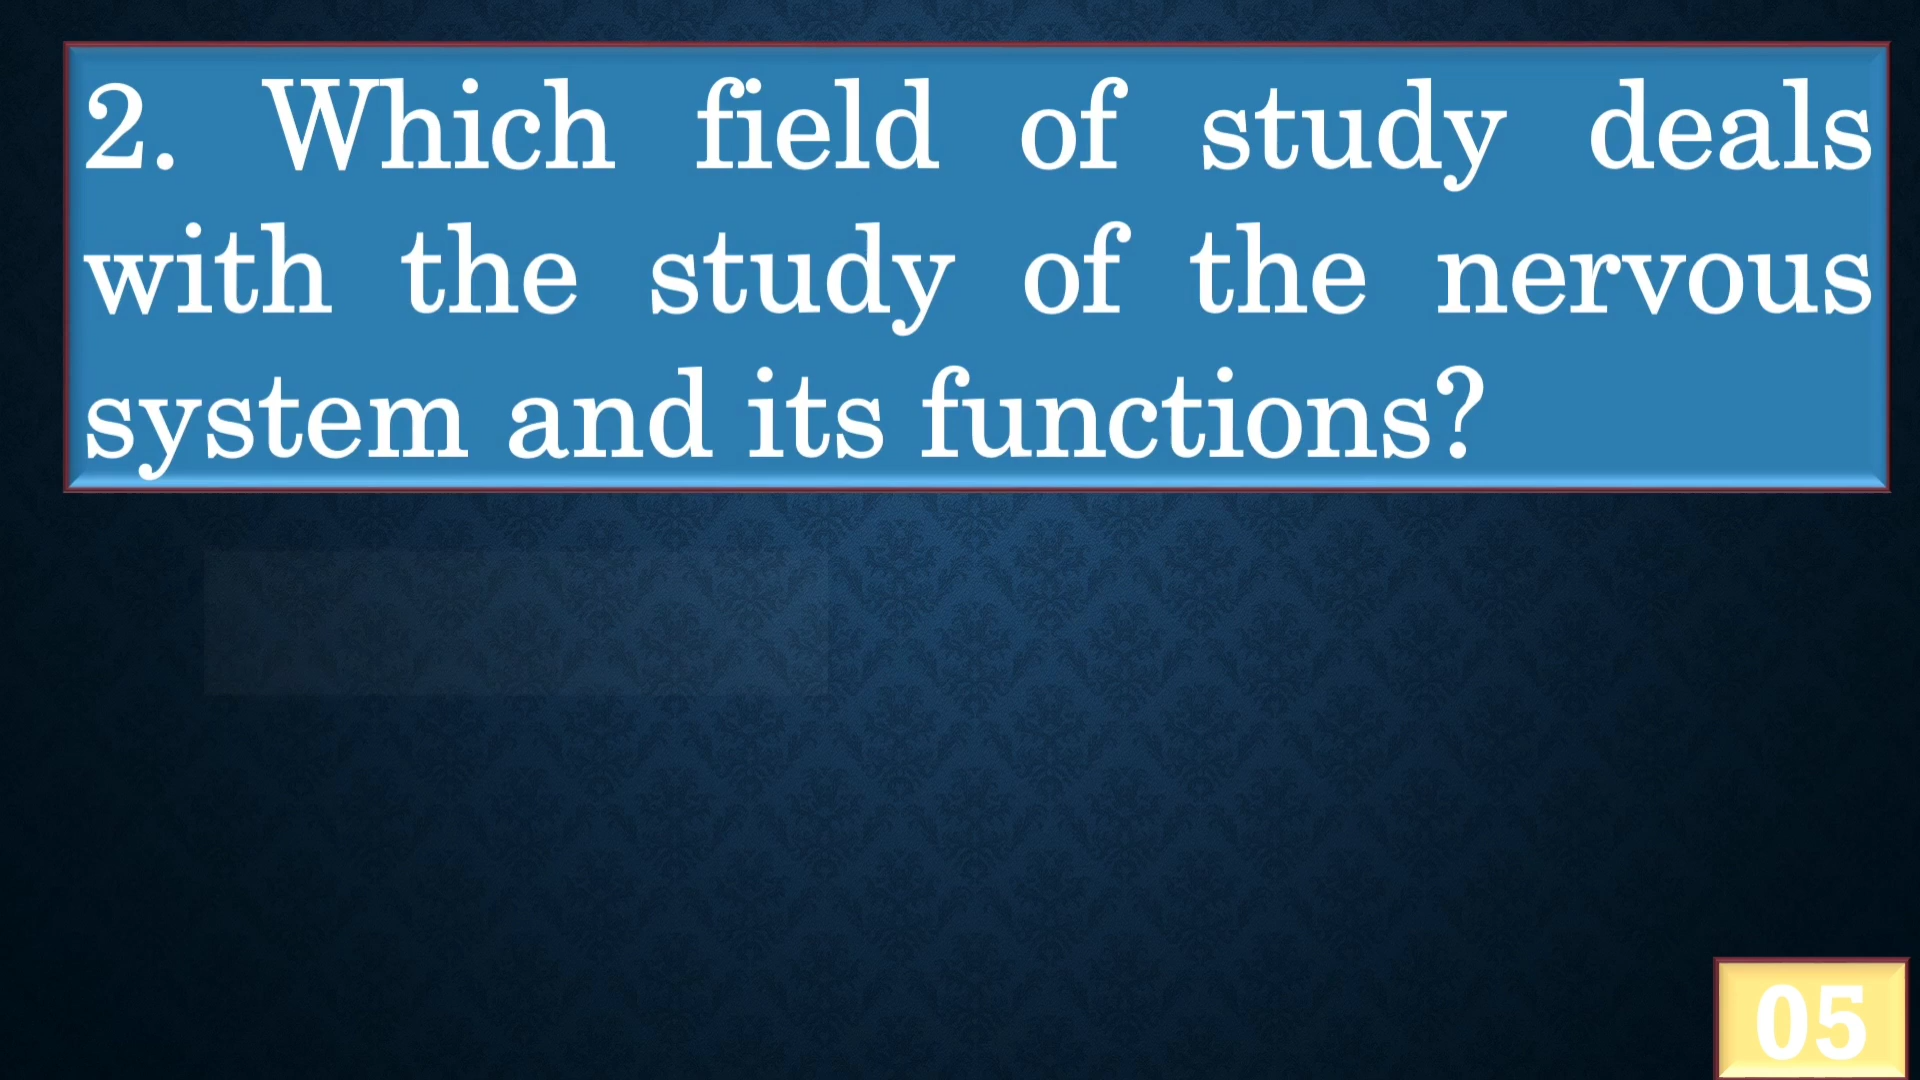 2. Which field of study deals
with the study of the nervous
system and its functions?
05